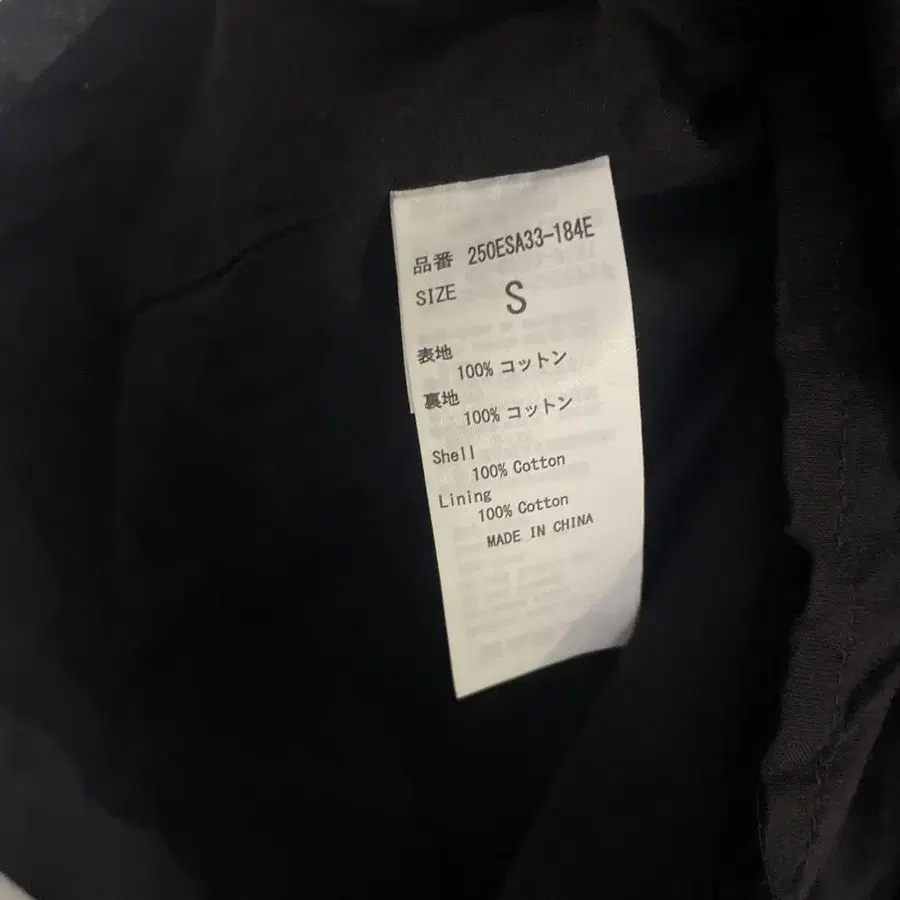 品番 250ESA33-184E
SIZE S
表地
100% コットン
裏地
100% コットン
Shell
100% Cotton
Lining
100% Cotton
MADE IN CHINA